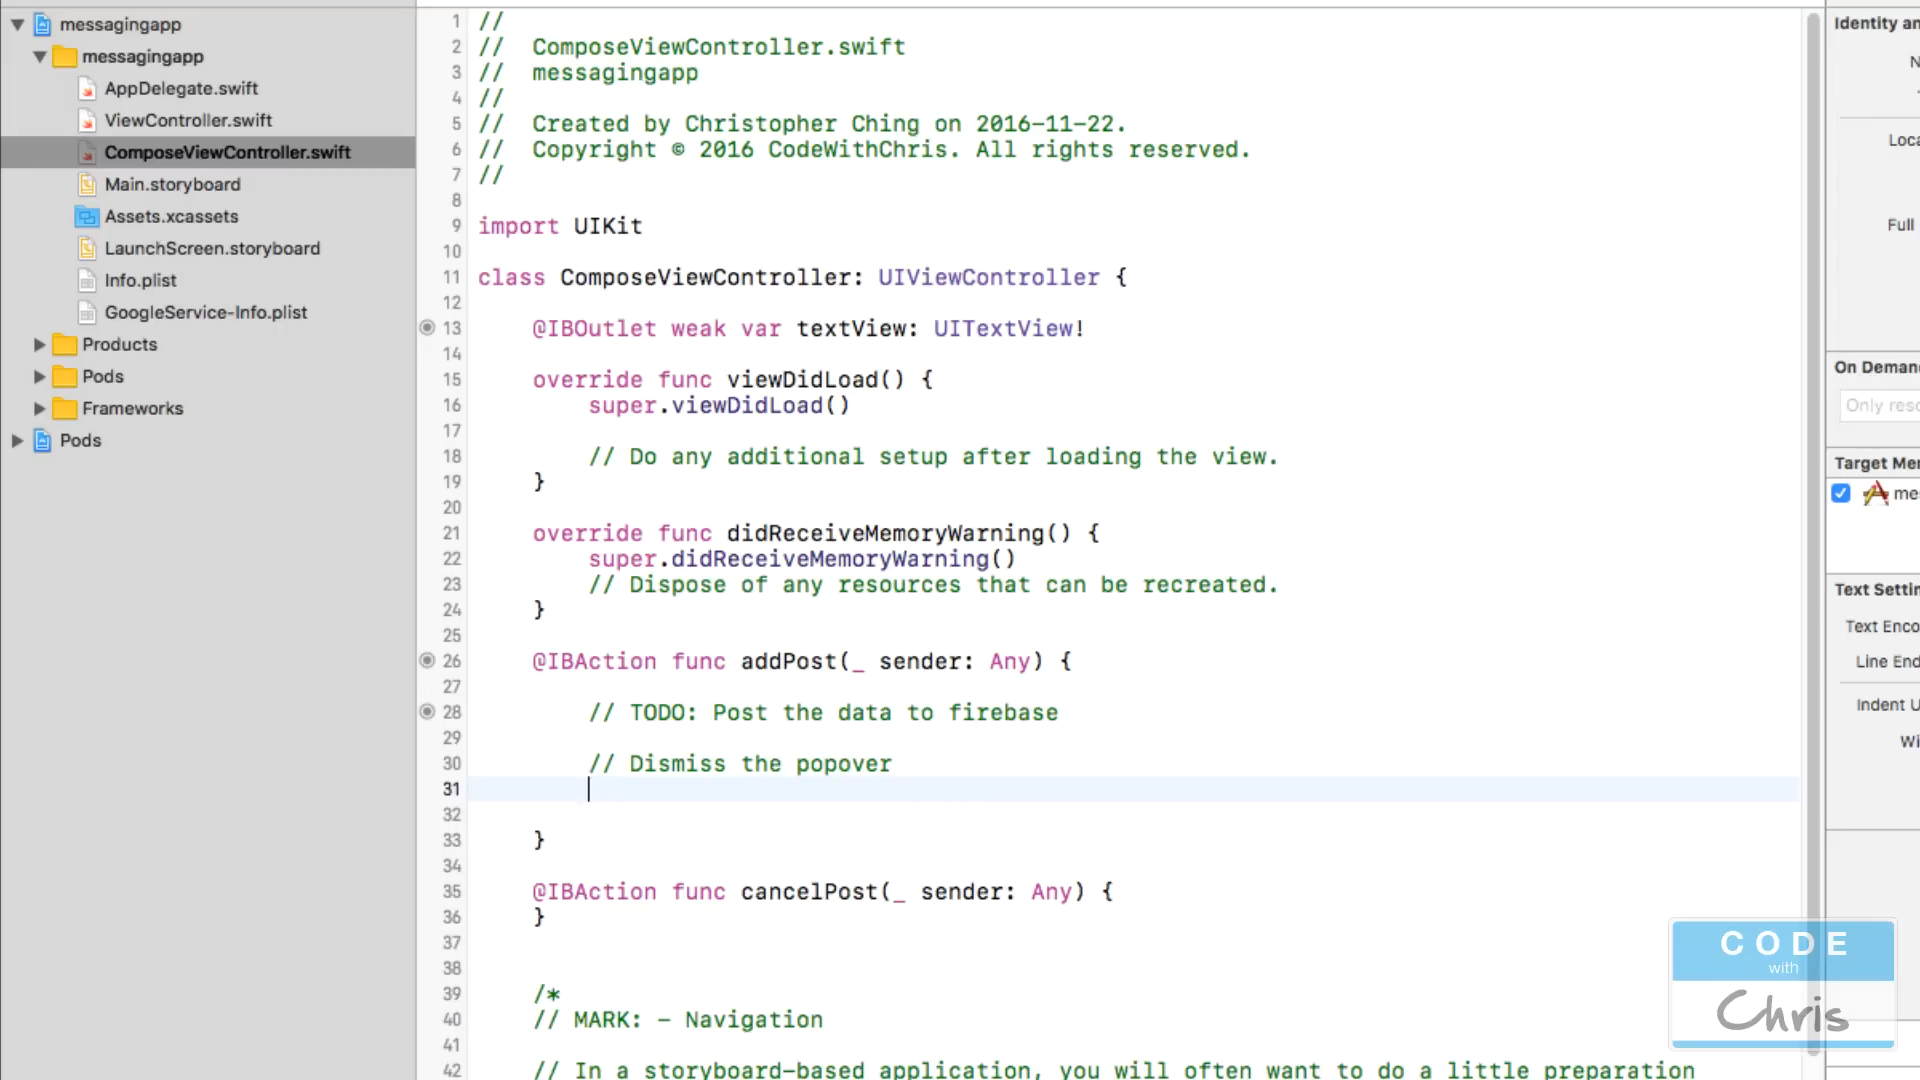 messagingapp
messagingapp
AppDelegate.swift
ViewController.swift
ComposeViewController.swift
Main.storyboard
Assets.xcassets
LaunchScreen.storyboard
Info.plist
GoogleService-Info.plist
Products
Pods
Frameworks
Pods
1 //
2 // ComposeViewController.swift
3 // messagingapp
4 //
5 // Created by Christopher Ching on 2016-11-22.
6 // Copyright © 2016 CodeWithChris. All rights reserved.
7 //
8
9 import UIKit
10
11 class ComposeViewController: UIViewController {
12
13 @IBOutlet weak var textView: UITextView!
14
15 override func viewDidLoad() {
16 super.viewDidLoad()
17
18 // Do any additional setup after loading the view.
19 }
20
21 override func didReceiveMemoryWarning() {
22 super.didReceiveMemoryWarning()
23 // Dispose of any resources that can be recreated.
24 }
25
26 @IBAction func addPost(_ sender: Any) {
27
28 // TODO: Post the data to firebase
29
30 // Dismiss the popover
31
32
33 }
34
35 @IBAction func cancelPost(_ sender: Any) {
36 }
37
38
39 /*
40 // MARK: - Navigation
41
42 // In a storyboard-based application, you will often want to do a little preparation
Identity an
N
Loca
Full
On Deman
Only reso
Target Mem
mes
Text Settin
Text Enco
Line End
Indent U
Wi
CODE
with
Chris